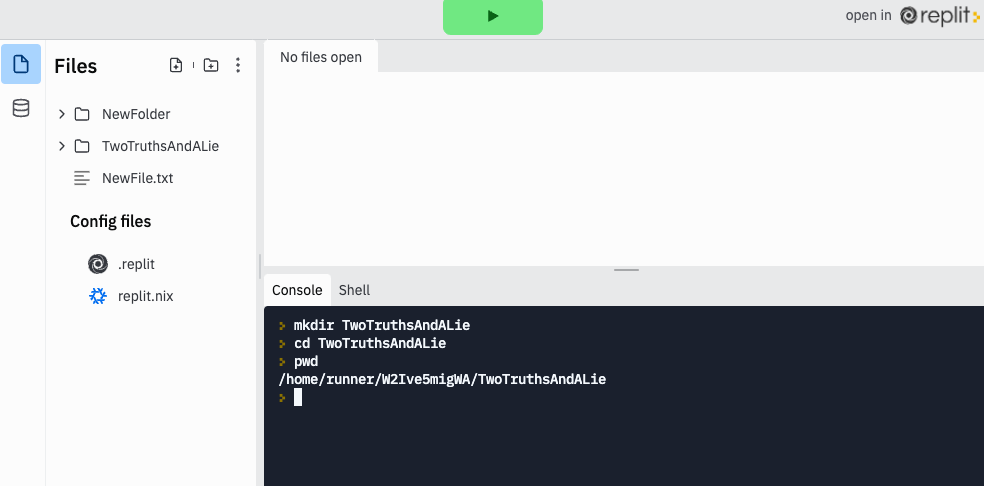 open in replit
Files
NewFolder
TwoTruthsAndALie
NewFile.txt
Config files
.replit
replit.nix
No files open
Console Shell
mkdir TwoTruthsAndALie
cd TwoTruthsAndALie
pwd
/home/runner/W2Ive5migWA/TwoTruthsAndALie